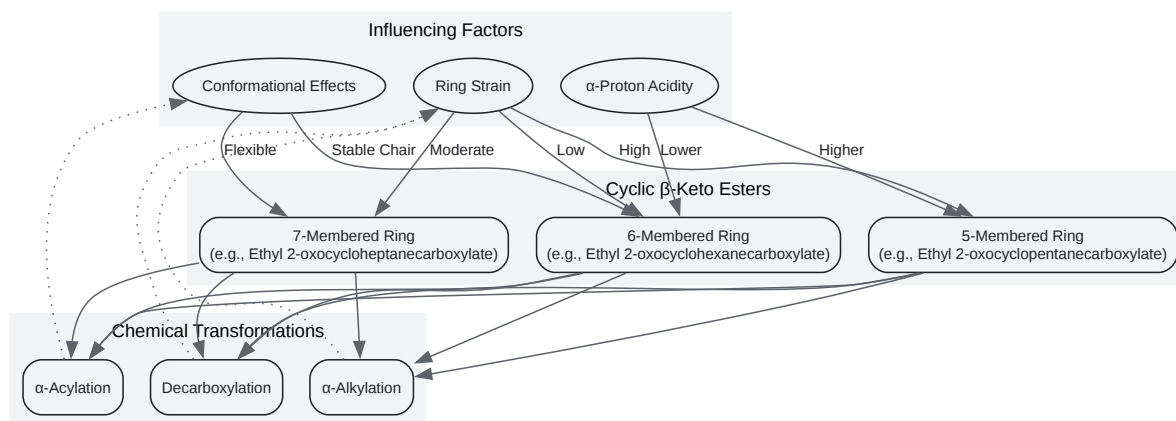 Influencing Factors
Conformational Effects
Ring Strain
α-Proton Acidity
Flexible
Stable Chair
Moderate
Low
High
Lower
Higher
Cyclic β-Keto Esters
7-Membered Ring
(e.g., Ethyl 2-oxocycloheptanecarboxylate)
6-Membered Ring
(e.g., Ethyl 2-oxocyclohexanecarboxylate)
5-Membered Ring
(e.g., Ethyl 2-oxocyclopentanecarboxylate)
Chemical Transformations
α-Acylation
Decarboxylation
α-Alkylation